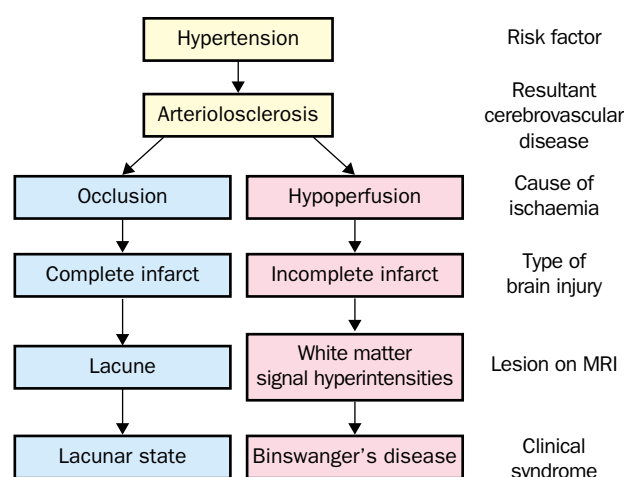 Hypertension
Risk factor
Arteriolosclerosis
Resultant
cerebrovascular
disease
Occlusion
Hypoperfusion
Cause of
ischaemia
Complete infarct
Incomplete infarct
Type of
brain injury
Lacune
White matter
signal hyperintensities
Lesion on MRI
Lacunar state
Binswanger's disease
Clinical
syndrome